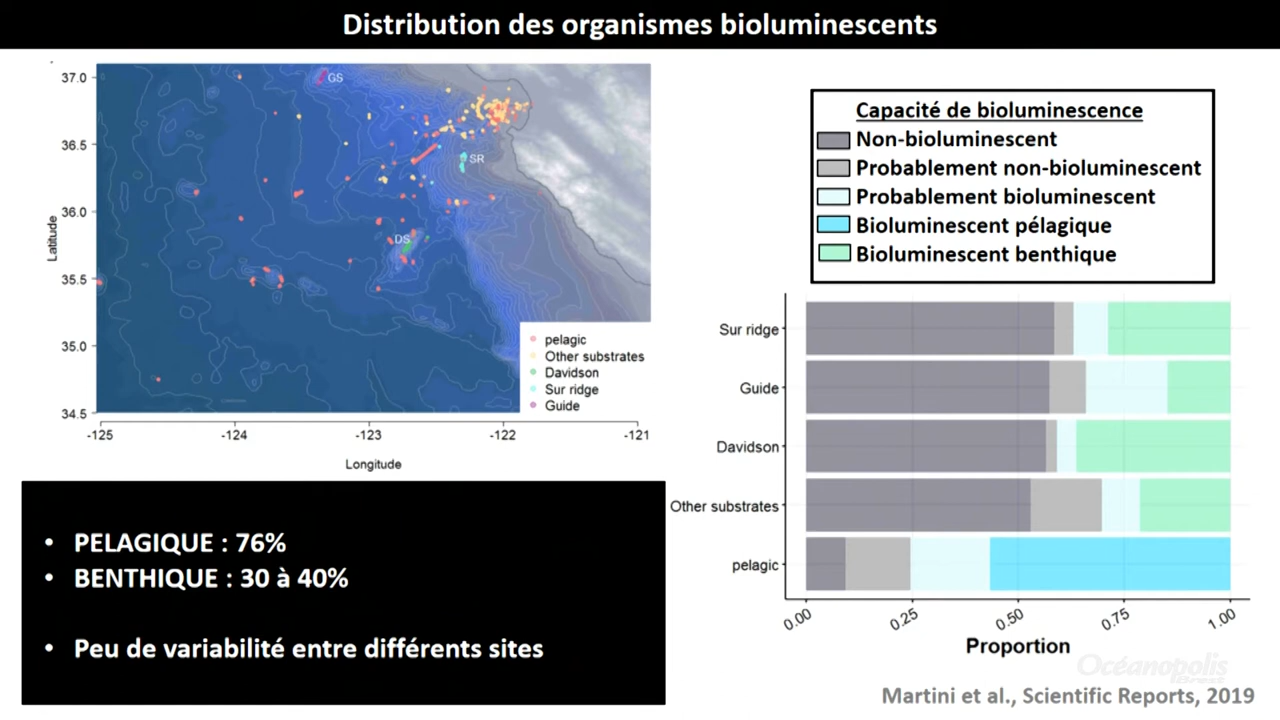 Distribution des organismes bioluminescents
37.0
36.5
36.0
35.5
35.0
34.5
Latitude
GS
SR
DS
pelagic
Other substrates
Davidson
Sur ridge
Guide
-125
-124
-123
-122
-121
Longitude
Capacité de bioluminescence
Non-bioluminescent
Probablement non-bioluminescent
Probablement bioluminescent
Bioluminescent pélagique
Bioluminescent benthique
Sur ridge
Guide
Davidson
Other substrates
pelagic
0.00
0.25
0.50
0.75
1.00
Proportion
• PELAGIQUE : 76%
• BENTHIQUE : 30 à 40%
• Peu de variabilité entre différents sites
Océanopolis
Brest
Martini et al., Scientific Reports, 2019